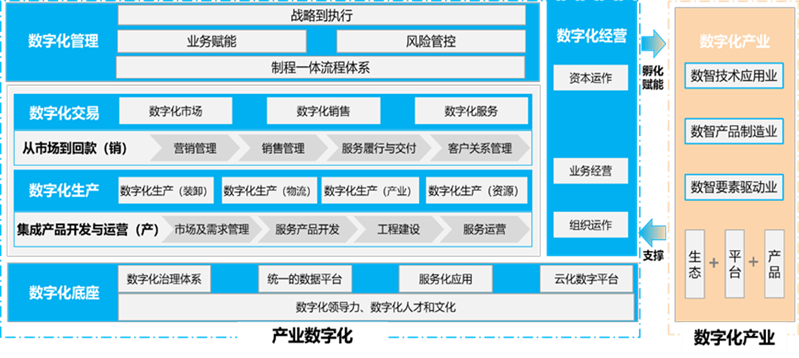 战略到执行
数字化管理
业务赋能
风险管控
制程一体流程体系
数字化交易
数字化市场
数字化销售
数字化服务
从市场到回款（销）
营销管理
销售管理
服务履行与交付
客户关系管理
数字化生产
数字化生产（装卸）
数字化生产（物流）
数字化生产（产业）
数字化生产（资源）
集成产品开发与运营（产）
市场及需求管理
服务产品开发
工程建设
服务运营
数字化经营
资本运作
业务经营
组织运作
数字化底座
数字化治理体系
统一的数据平台
服务化应用
云化数字平台
数字化领导力、数字化人才和文化
产业数字化
孵化
赋能
支撑
数字化产业
数智技术应用业
数智产品制造业
数智要素驱动业
生态
+
平台
+
产品
数字化产业